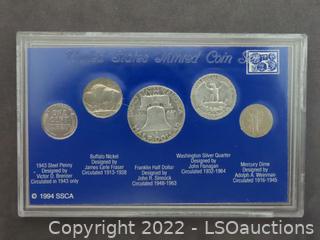 United States Minted Coin Set
1943 Steel Penny
Designed by
Victor D. Brenner
Circulated in 1943 only
Buffalo Nickel
Designed by
James Earle Fraser
Circulated 1913-1938
Franklin Half Dollar
Designed by
John R. Sinnock
Circulated 1948-1963
Washington Silver Quarter
Designed by
John Flanagan
Circulated 1932-1964
Mercury Dime
Designed by
Adolph A. Weinman
Circulated 1916-1945
© 1994 SSCA
Copyright 2022 - LSAuctions